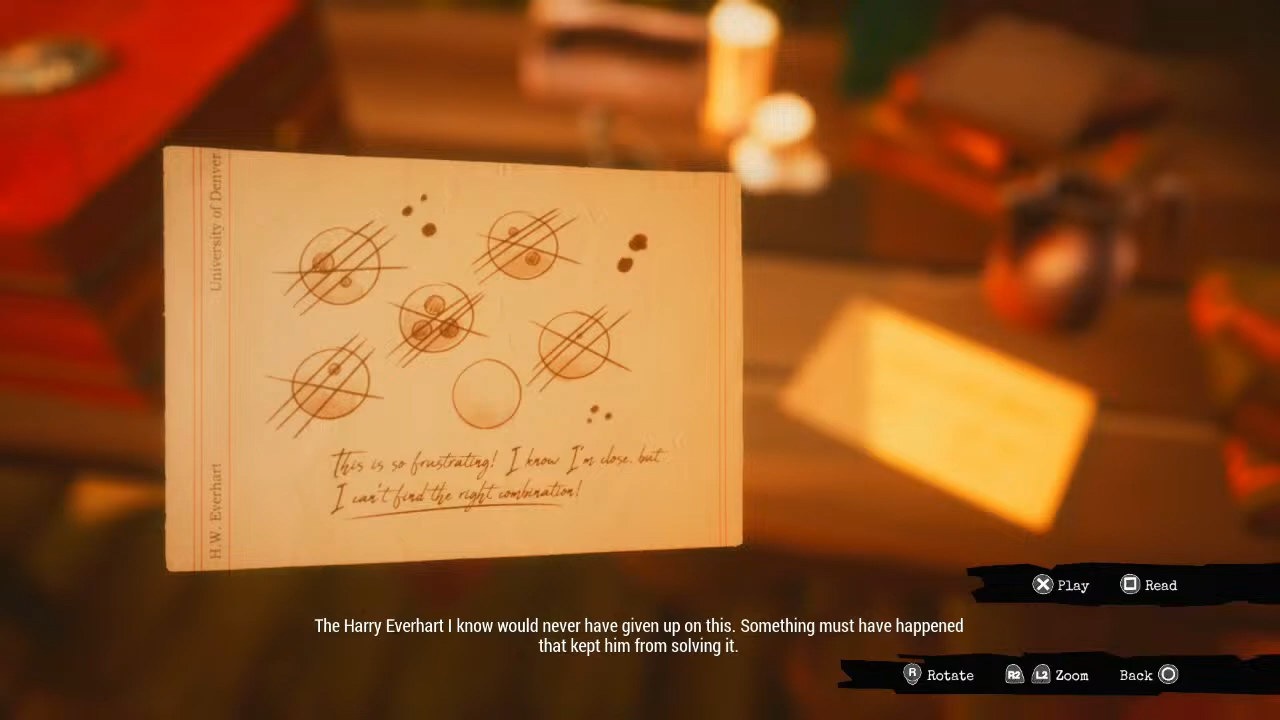 University of Denver
H.W. Everhart
This is so frustrating! I know I'm close, but
I can't find the right combination!
Play
Read
The Harry Everhart I know would never have given up on this. Something must have happened
that kept him from solving it.
R Rotate
R2 L2 Zoom
Back